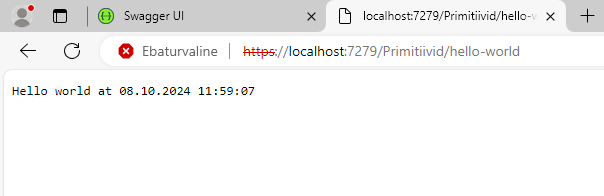 Swagger UI
localhost:7279/Primitiivid/hello-w
Ebaturvaline
https://localhost:7279/Primitiivid/hello-world
Hello world at 08.10.2024 11:59:07